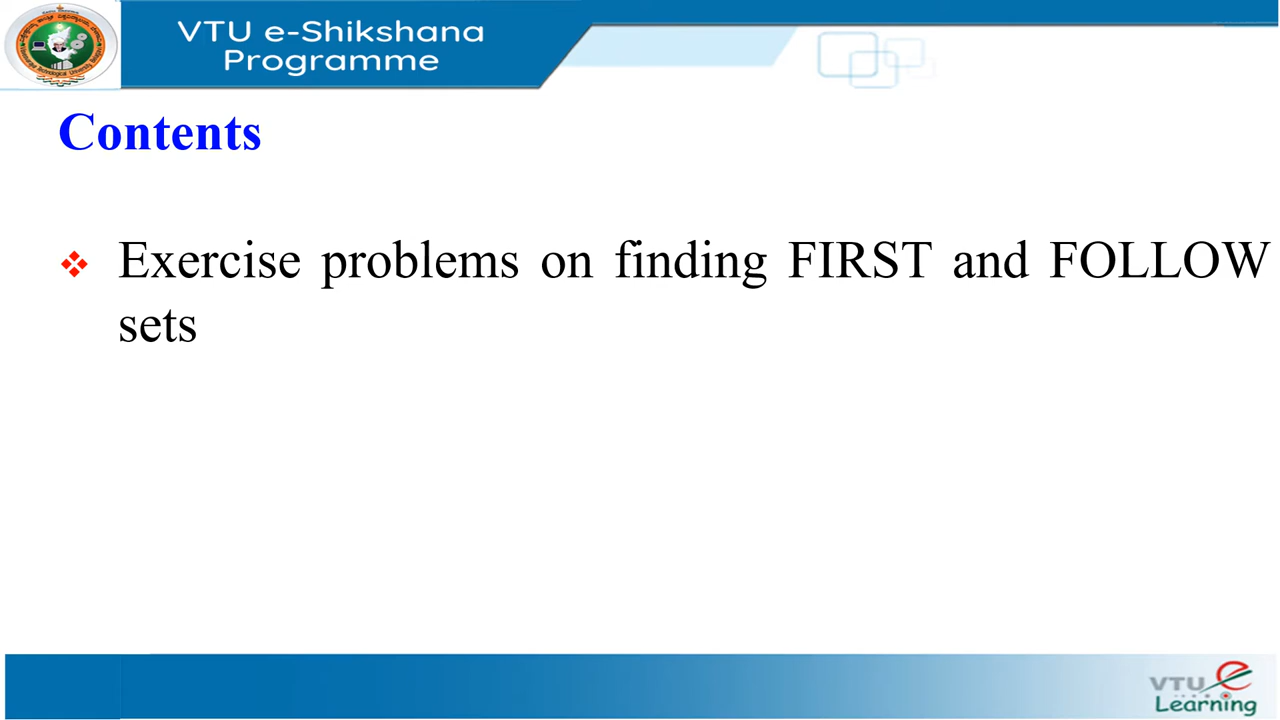 VTU e-Shikshana
Programme
Contents
Exercise problems on finding FIRST and FOLLOW
sets
VTU e
Learning